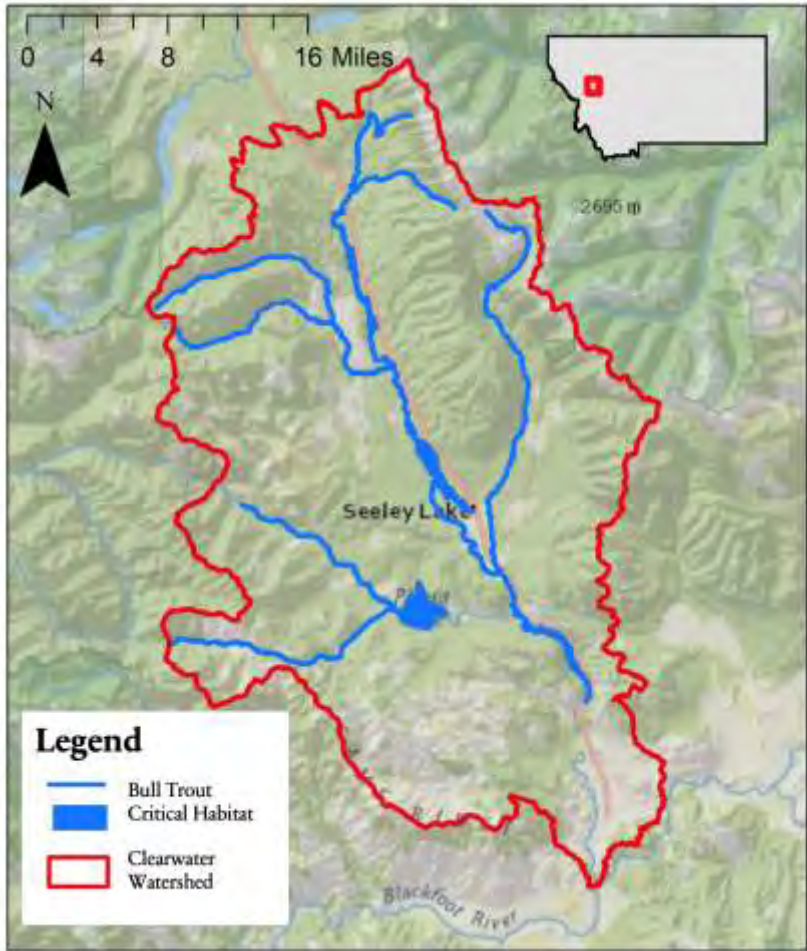 0 4 8 16 Miles
N
2695 m
Seeley Lake
Legend
Bull Trout
Critical Habitat
Clearwater
Watershed
Blackfoot River